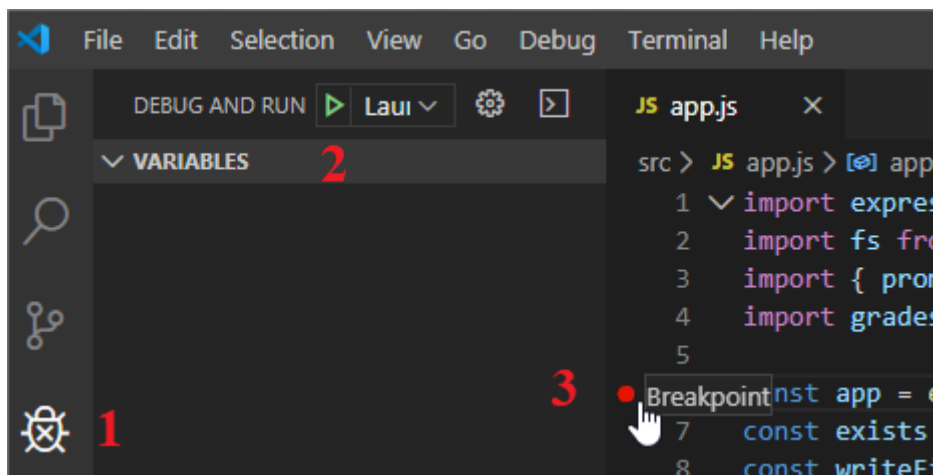 File Edit Selection View Go Debug Terminal Help
DEBUG AND RUN Laun
JS app.js
VARIABLES
2
src > JS app.js > app
1 import expres
2 import fs fro
3 import { pro
4 import grades
5
3
Breakpoint nst app =
1
7 const exists
8 const writeF